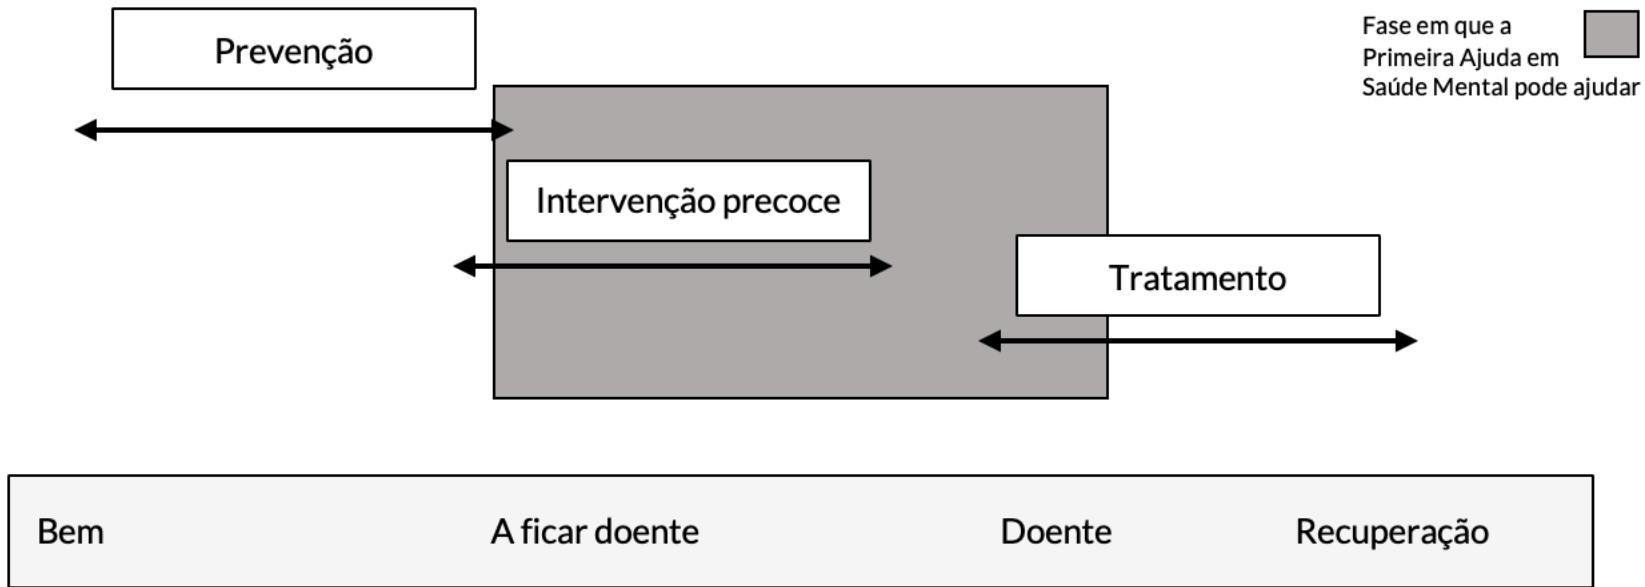 Prevenção
Fase em que a
Primeira Ajuda em
Saúde Mental pode ajudar
Intervenção precoce
Tratamento
Bem
A ficar doente
Doente
Recuperação